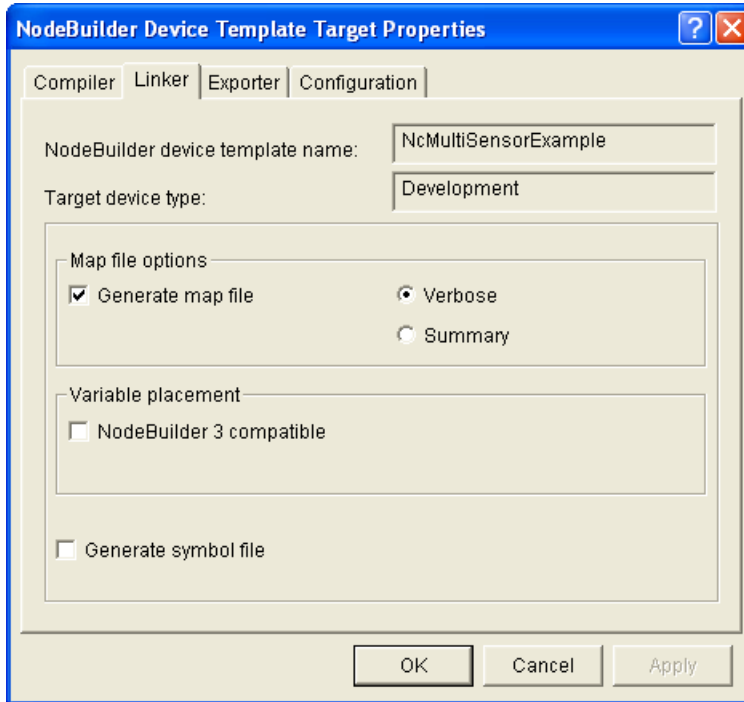 NodeBuilder Device Template Target Properties
Compiler Linker Exporter Configuration
NodeBuilder device template name: NcMultiSensorExample
Target device type: Development
Map file options
Generate map file Verbose
Summary
Variable placement
NodeBuilder 3 compatible
Generate symbol file
OK Cancel Apply